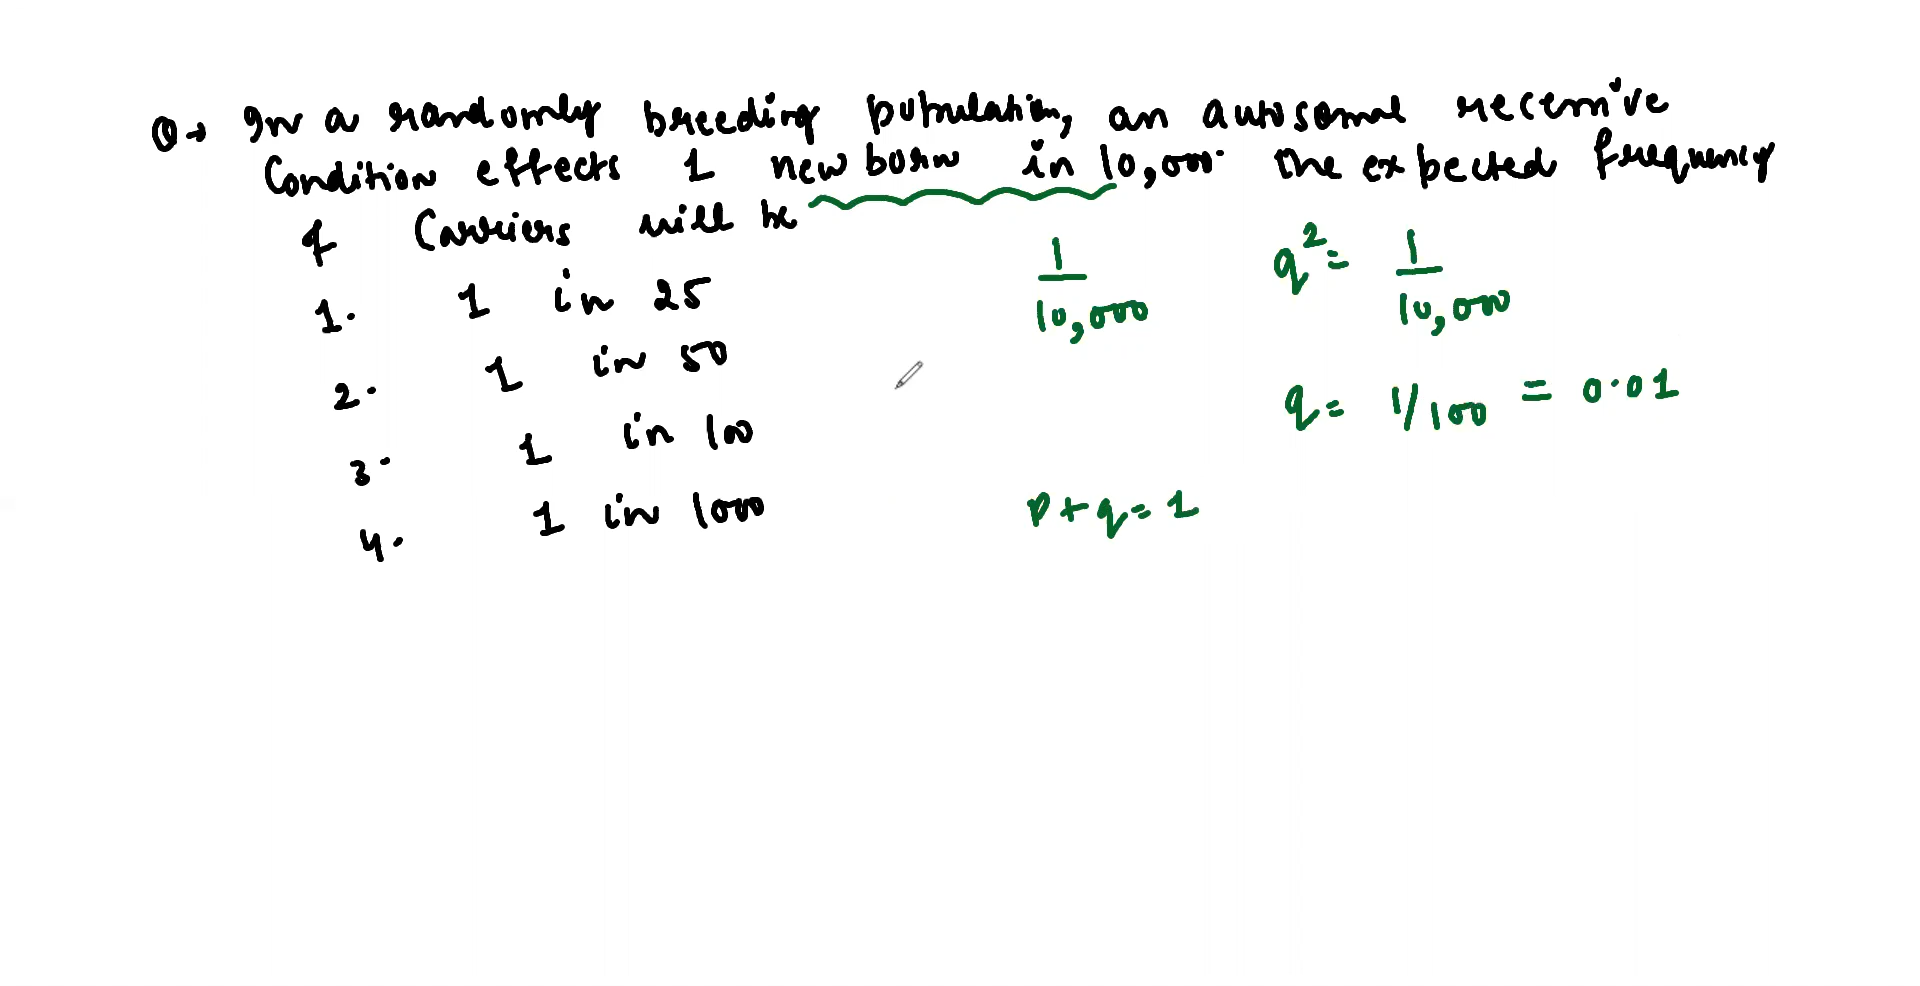 Q→ In a randomly breeding population, an autosomal recessive
Condition effects 1 new born in 10,000. The expected frequency
of Carriers will be
1. 1 in 25
2. 1 in 50
3. 1 in 100
4. 1 in 1000
1/10,000
q² = 1/10,000
q = 1/100 = 0.01
p + q = 1